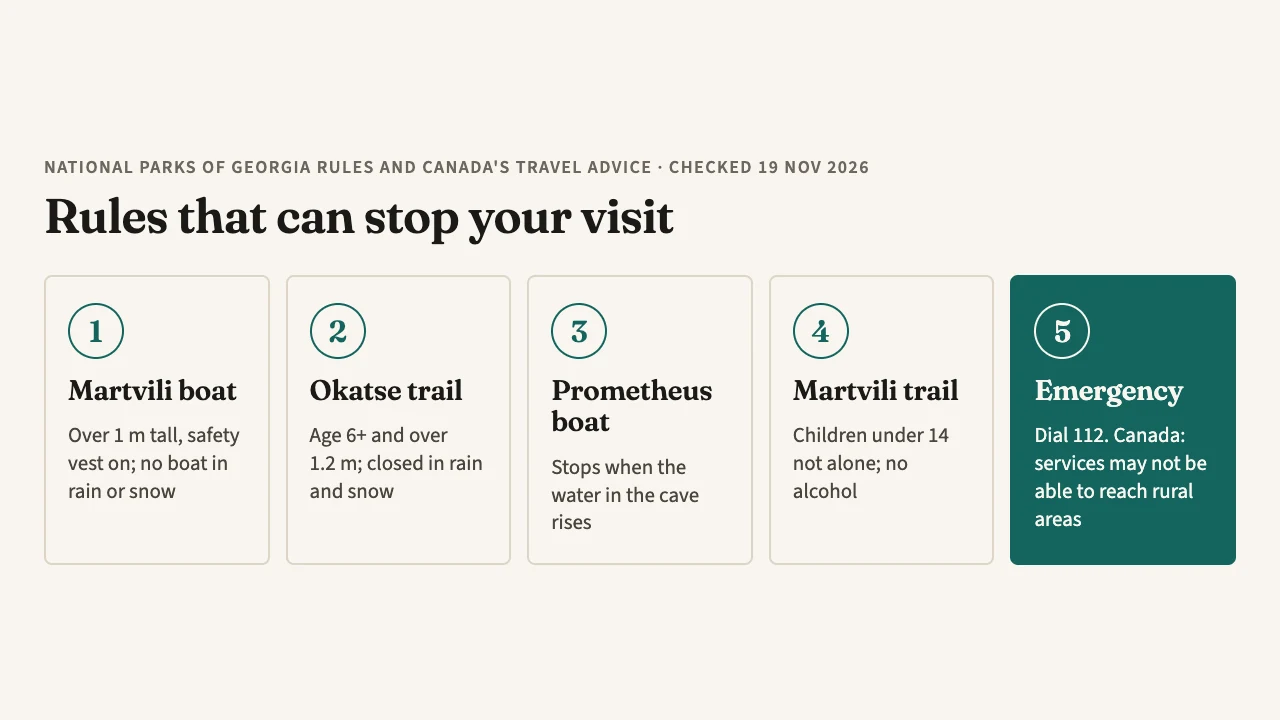 NATIONAL PARKS OF GEORGIA RULES AND CANADA'S TRAVEL ADVICE · CHECKED 19 NOV 2026
Rules that can stop your visit
1
Martvili boat
Over 1 m tall, safety
vest on; no boat in
rain or snow
2
Okatse trail
Age 6+ and over
1.2 m; closed in rain
and snow
3
Prometheus
boat
Stops when the
water in the cave
rises
4
Martvili trail
Children under 14
not alone; no
alcohol
5
Emergency
Dial 112. Canada:
services may not be
able to reach rural
areas